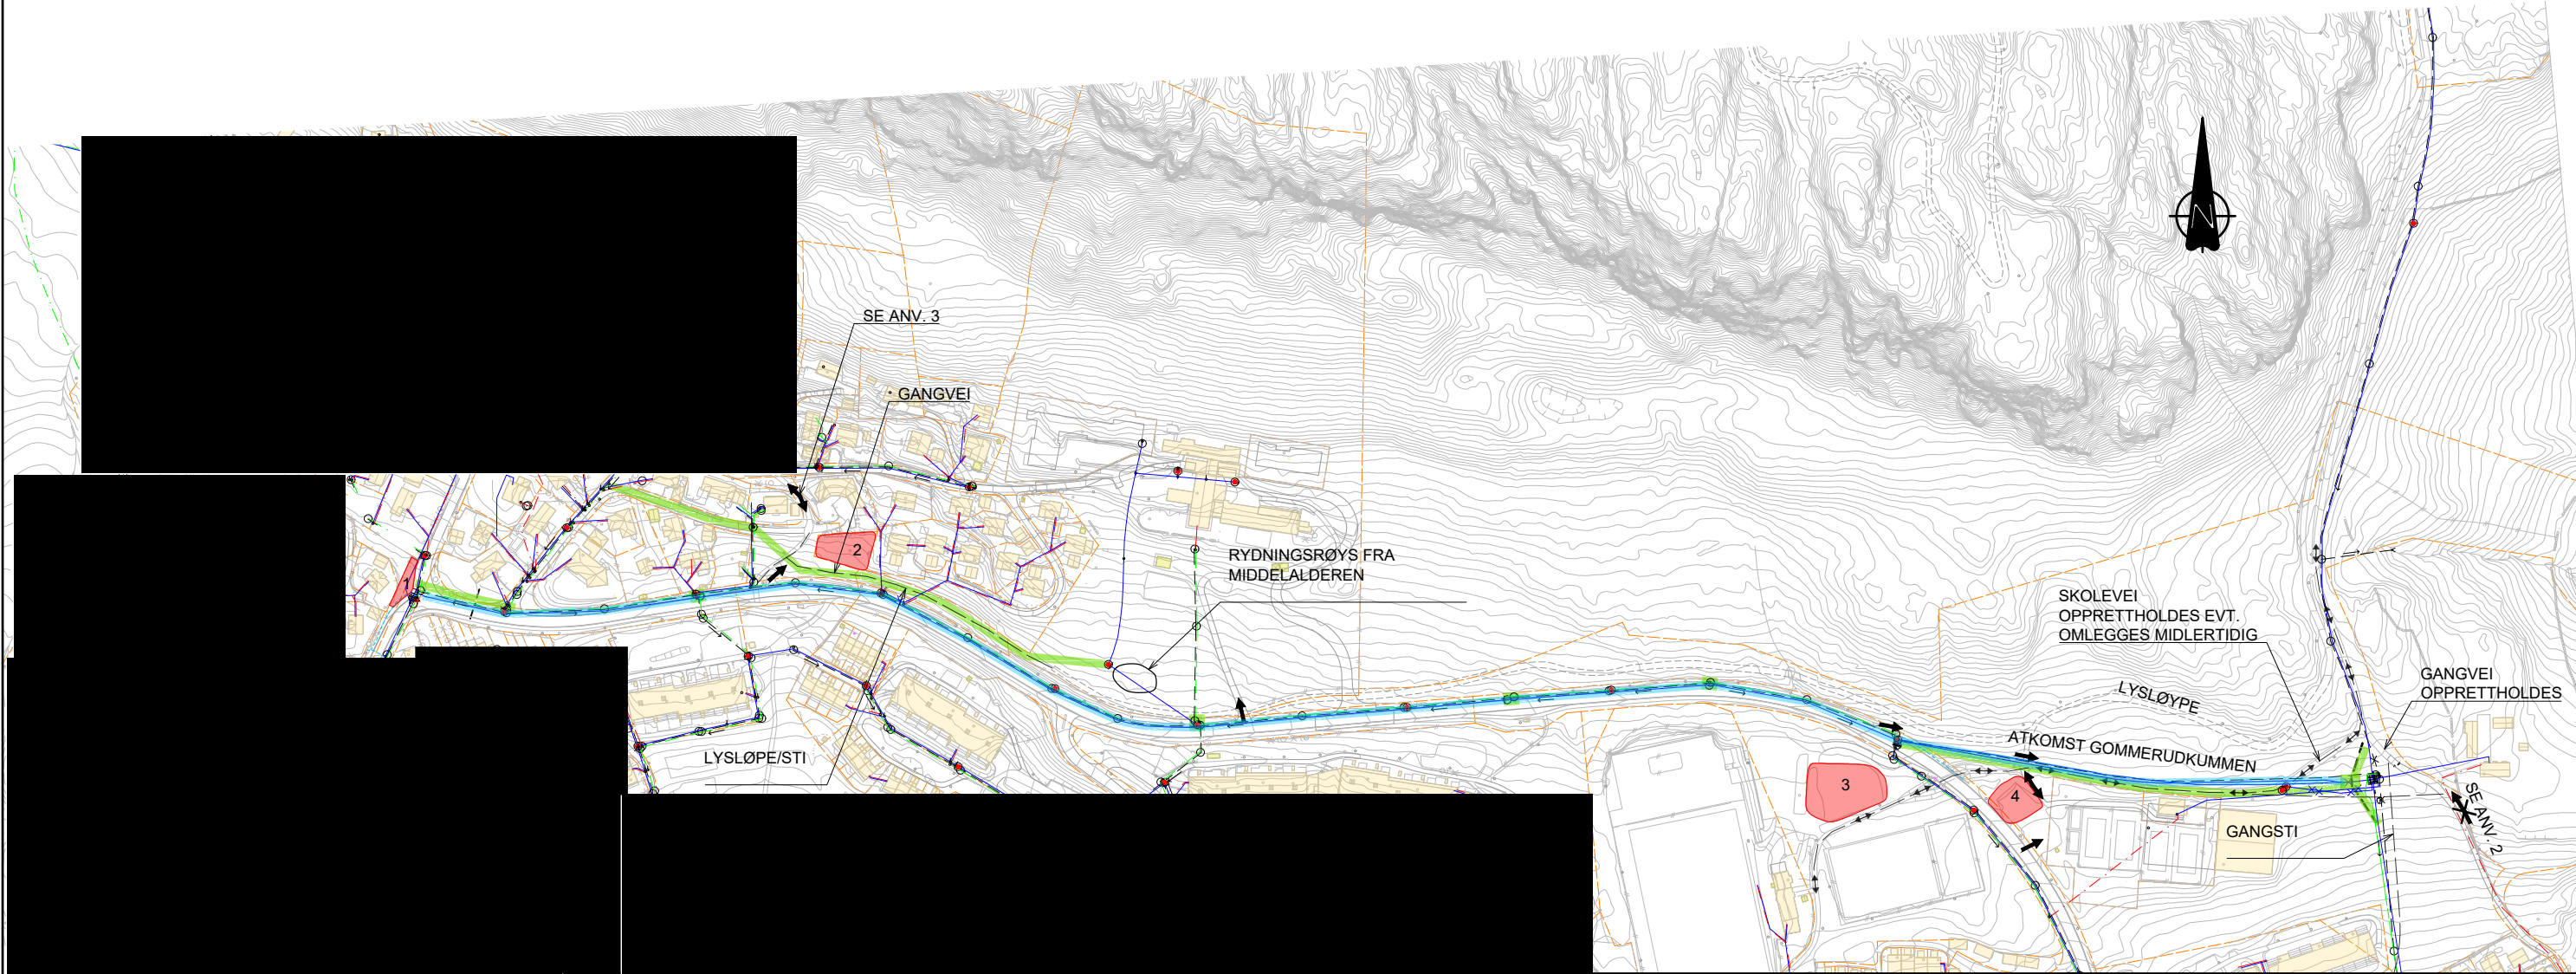 SE ANV. 3
GANGVEI
RYDNINGSRØYS FRA
MIDDELALDEREN
SKOLEVEI
OPPRETTHOLDES EVT.
OMLEGGES MIDLERTIDIG
GANGVEI
OPPRETTHOLDES
LYSLØYPE
ATKOMST GOMMERUDKUMMEN
LYSLØPE/STI
GANGSTI
SE ANV. 2
1
2
3
4
N